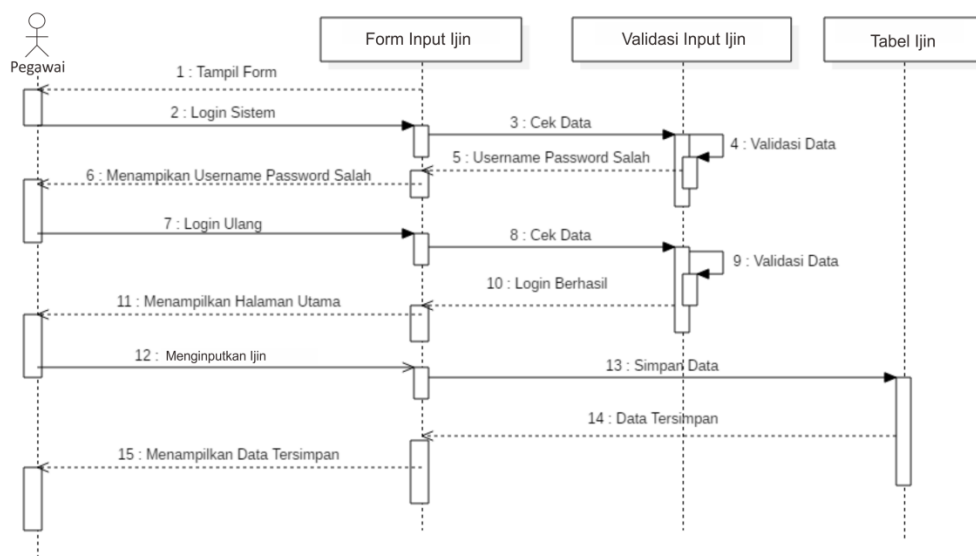 Pegawai
Form Input Ijin
Validasi Input Ijin
Tabel Ijin
1 : Tampil Form
2 : Login Sistem
3 : Cek Data
4 : Validasi Data
5 : Username Password Salah
6 : Menampikan Username Password Salah
7 : Login Ulang
8 : Cek Data
9 : Validasi Data
10 : Login Berhasil
11 : Menampilkan Halaman Utama
12 : Menginputkan Ijin
13 : Simpan Data
14 : Data Tersimpan
15 : Menampilkan Data Tersimpan